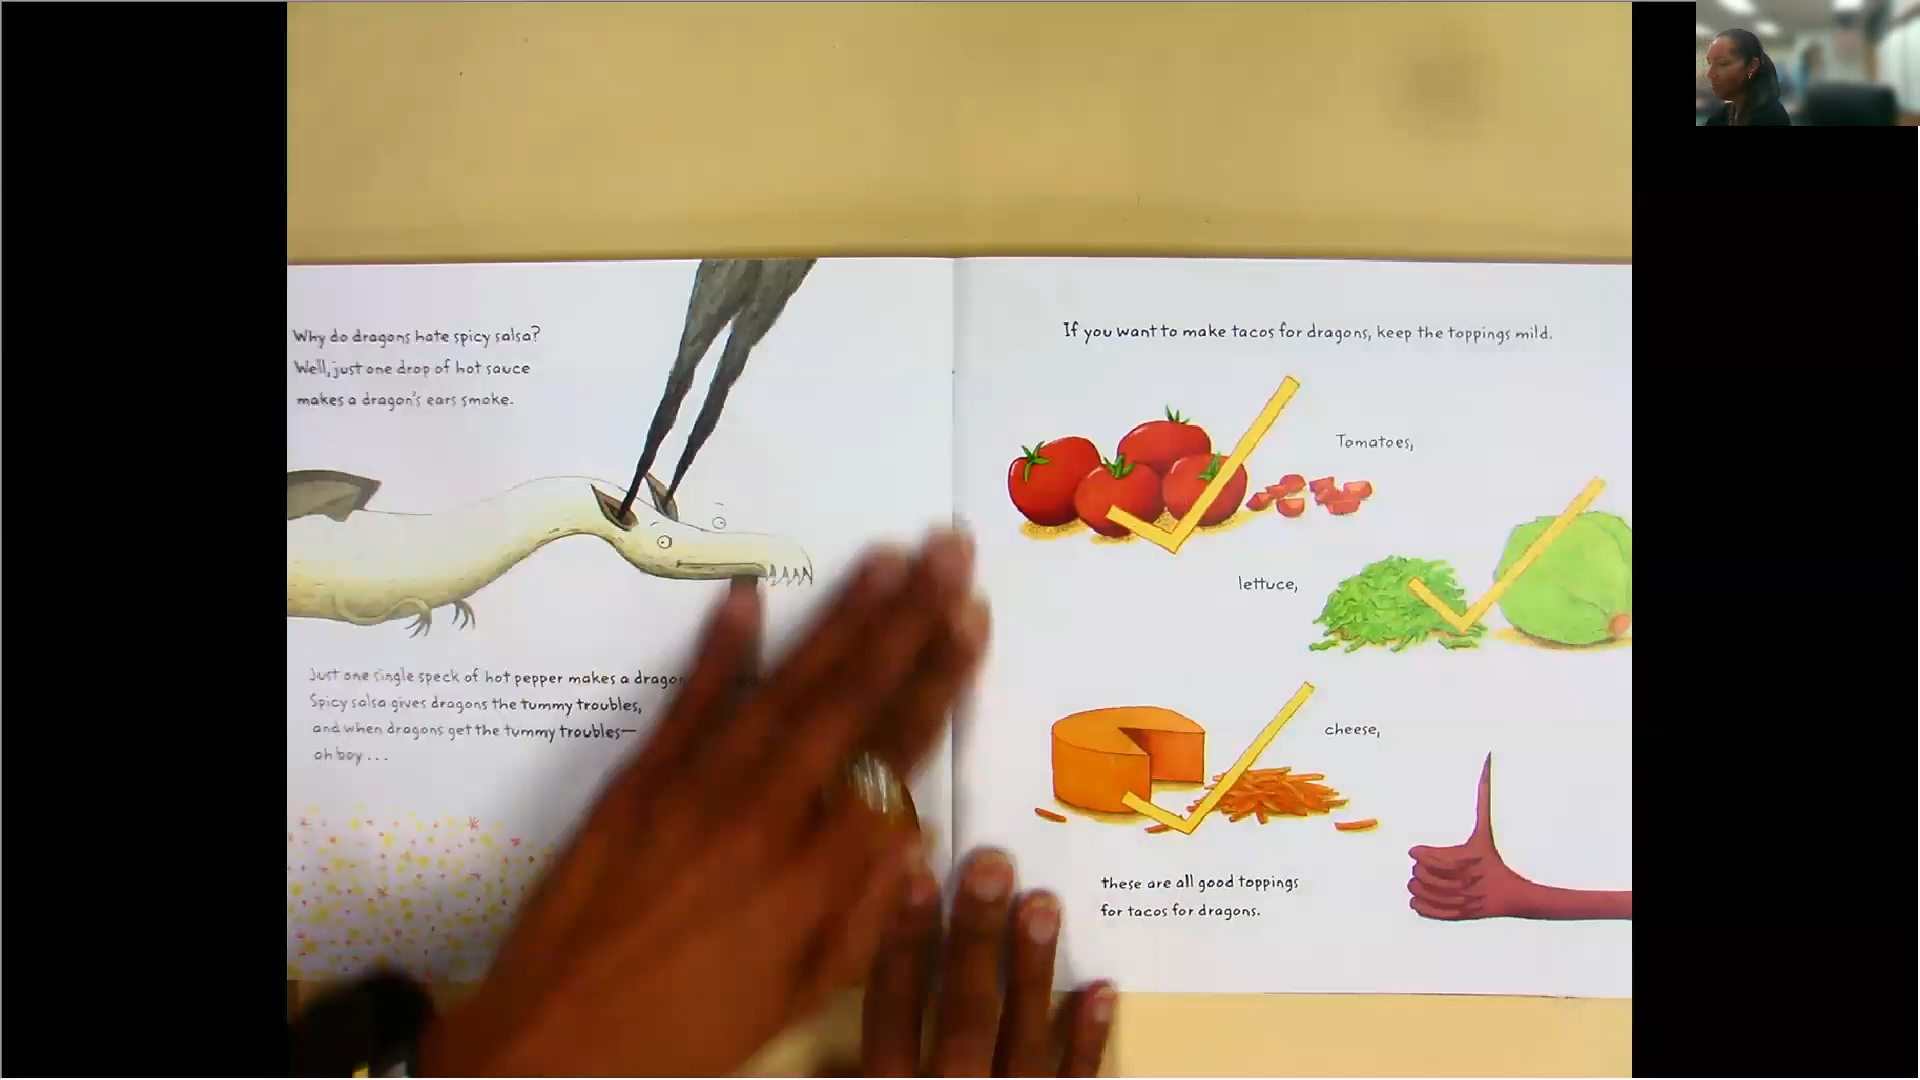 Why do dragons hate spicy salsa?
Well, just one drop of hot sauce
makes a dragon's ears smoke.
Just one single speck of hot pepper makes a dragon
Spicy salsa gives dragons the tummy troubles,
and when dragons get the tummy troubles—
oh boy . . .
If you want to make tacos for dragons, keep the toppings mild.
Tomatoes,
lettuce,
cheese,
these are all good toppings
for tacos for dragons.